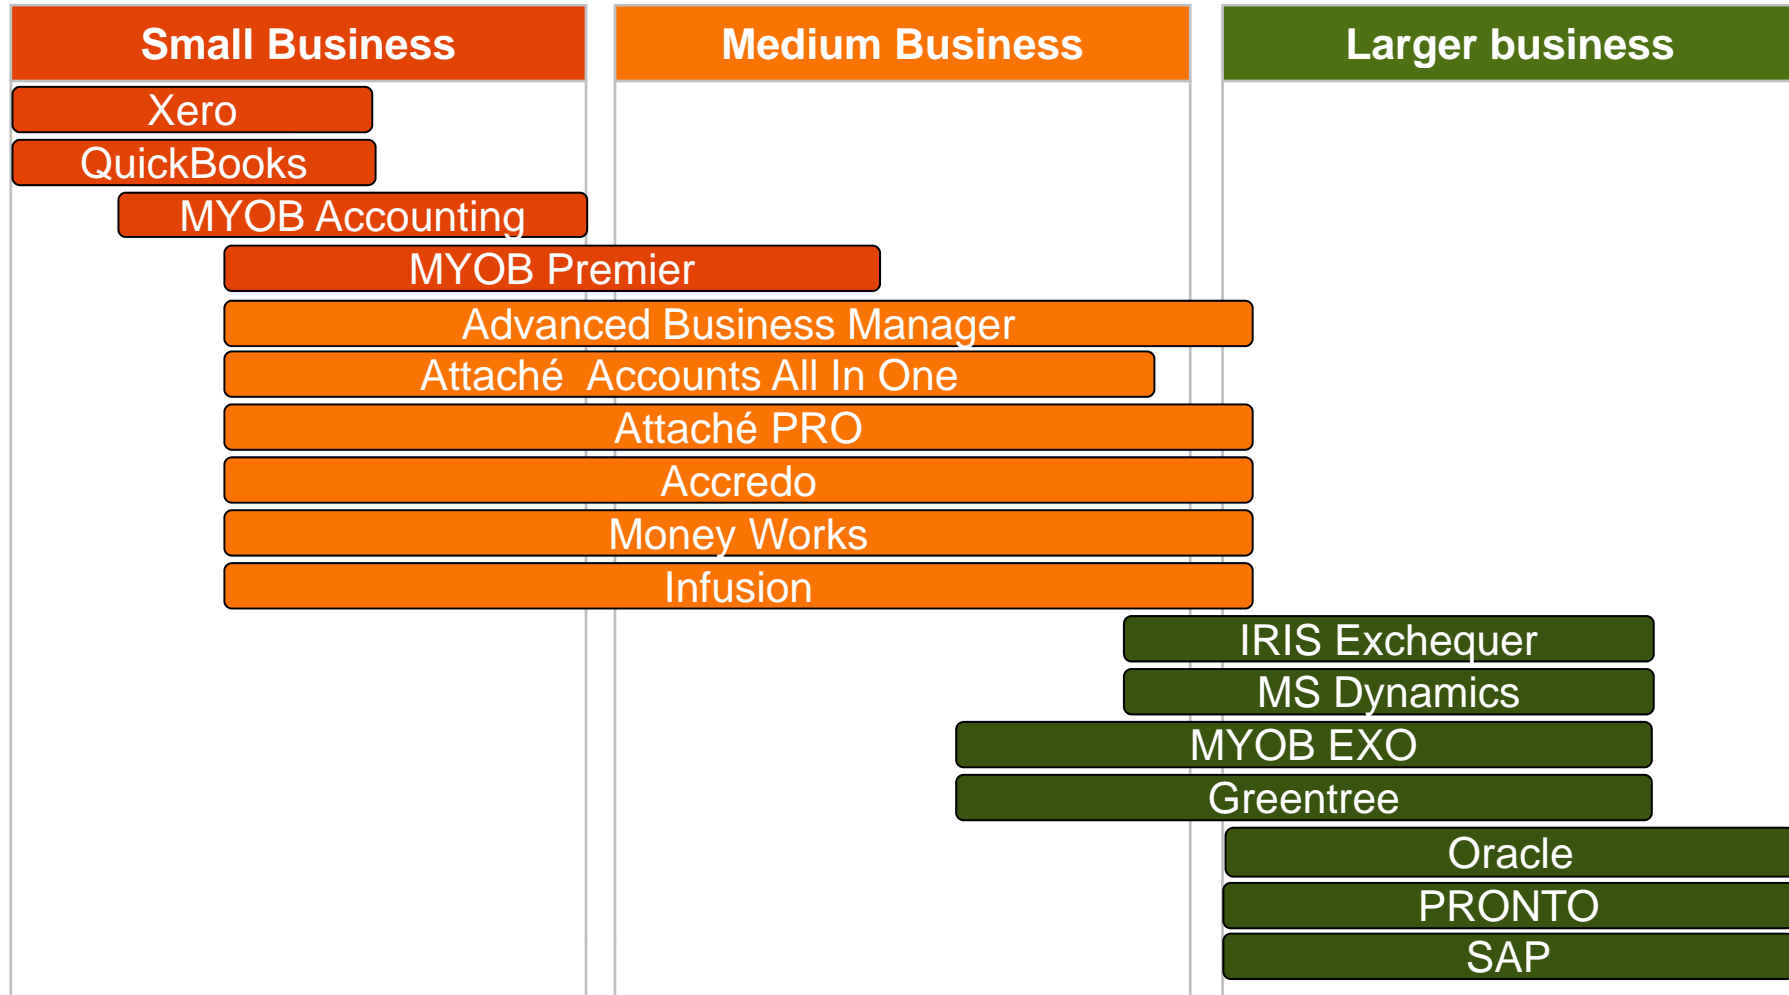 Small Business
Medium Business
Larger business
Xero
QuickBooks
MYOB Accounting
MYOB Premier
Advanced Business Manager
Attaché  Accounts All In One
Attaché PRO
Accredo
Money Works
Infusion
IRIS Exchequer
MS Dynamics
MYOB EXO
Greentree
Oracle
PRONTO
SAP